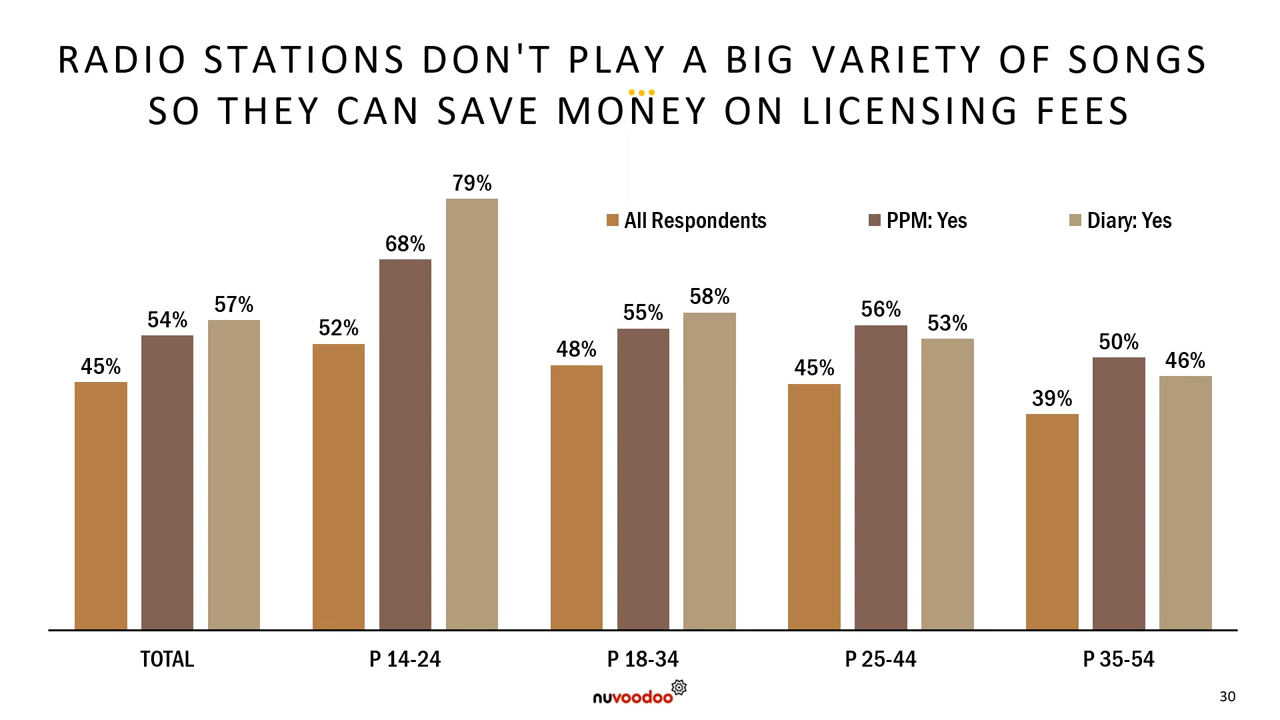 RADIO STATIONS DON'T PLAY A BIG VARIETY OF SONGS
SO THEY CAN SAVE MONEY ON LICENSING FEES
All Respondents
PPM: Yes
Diary: Yes
45%
54%
57%
52%
68%
79%
48%
55%
58%
45%
56%
53%
39%
50%
46%
TOTAL
P 14-24
P 18-34
P 25-44
P 35-54
nuvoodoo
30